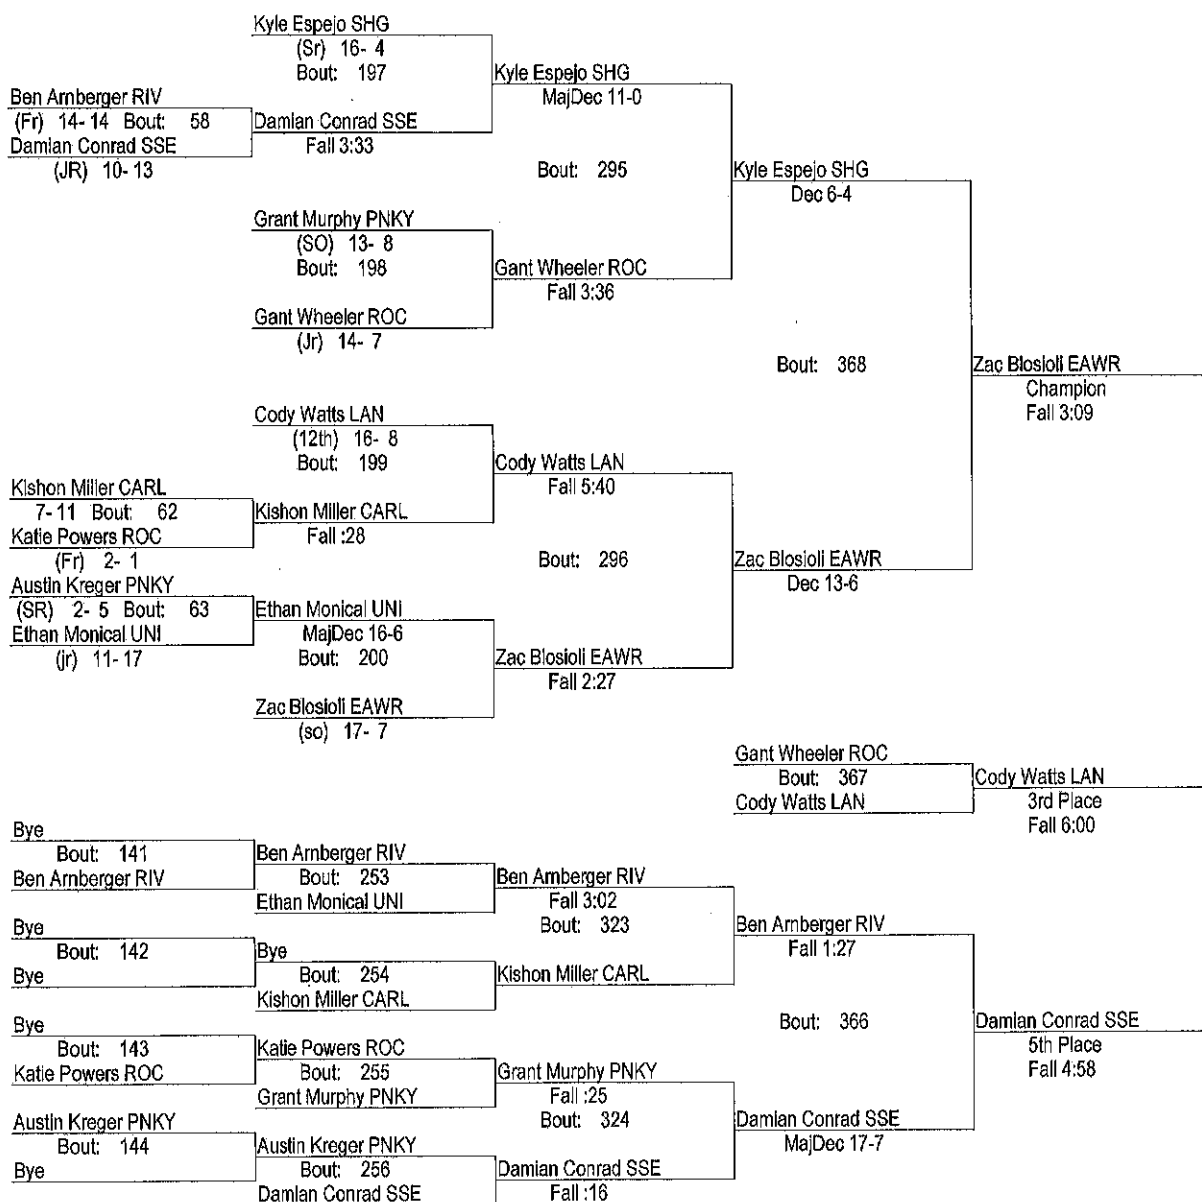 Kyle Espejo SHG
(Sr) 16- 4
Bout: 197
Kyle Espejo SHG
MajDec 11-0
Ben Arnberger RIV
(Fr) 14- 14 Bout: 58
Damian Conrad SSE
(JR) 10- 13
Damian Conrad SSE
Fall 3:33
Bout: 295
Kyle Espejo SHG
Dec 6-4
Grant Murphy PNKY
(SO) 13- 8
Bout: 198
Gant Wheeler ROC
Fall 3:36
Gant Wheeler ROC
(Jr) 14- 7
Bout: 368
Zac Blosioli EAWR
Champion
Fall 3:09
Cody Watts LAN
(12th) 16- 8
Bout: 199
Cody Watts LAN
Fall 5:40
Kishon Miller CARL
7- 11 Bout: 62
Katie Powers ROC
(Fr) 2- 1
Kishon Miller CARL
Fall :28
Bout: 296
Zac Blosioli EAWR
Dec 13-6
Austin Kreger PNKY
(SR) 2- 5 Bout: 63
Ethan Monical UNI
(jr) 11- 17
Ethan Monical UNI
MajDec 16-6
Bout: 200
Zac Blosioli EAWR
Fall 2:27
Zac Blosioli EAWR
(so) 17- 7
Gant Wheeler ROC
Bout: 367
Cody Watts LAN
Cody Watts LAN
3rd Place
Fall 6:00
Bye
Bout: 141
Ben Arnberger RIV
Ben Arnberger RIV
Bout: 253
Ethan Monical UNI
Ben Arnberger RIV
Fall 3:02
Bout: 323
Ben Arnberger RIV
Fall 1:27
Bye
Bout: 142
Bye
Bye
Bout: 254
Kishon Miller CARL
Kishon Miller CARL
Bout: 366
Damian Conrad SSE
5th Place
Fall 4:58
Bye
Bout: 143
Katie Powers ROC
Katie Powers ROC
Bout: 255
Grant Murphy PNKY
Grant Murphy PNKY
Fall :25
Bout: 324
Damian Conrad SSE
MajDec 17-7
Austin Kreger PNKY
Bout: 144
Bye
Austin Kreger PNKY
Bout: 256
Damian Conrad SSE
Damian Conrad SSE
Fall :16